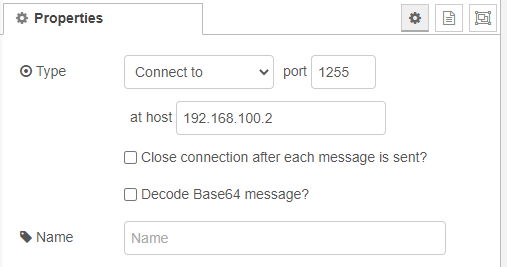 Properties
Type Connect to port 1255
at host 192.168.100.2
Close connection after each message is sent?
Decode Base64 message?
Name Name